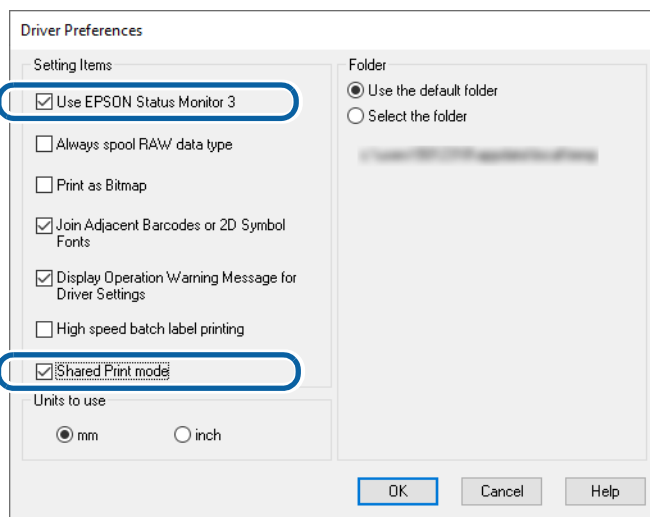 Driver Preferences
Setting Items
Use EPSON Status Monitor 3
Always spool RAW data type
Print as Bitmap
Join Adjacent Barcodes or 2D Symbol
Fonts
Display Operation Warning Message for
Driver Settings
High speed batch label printing
Shared Print mode
Units to use
mm
inch
Folder
Use the default folder
Select the folder
OK
Cancel
Help